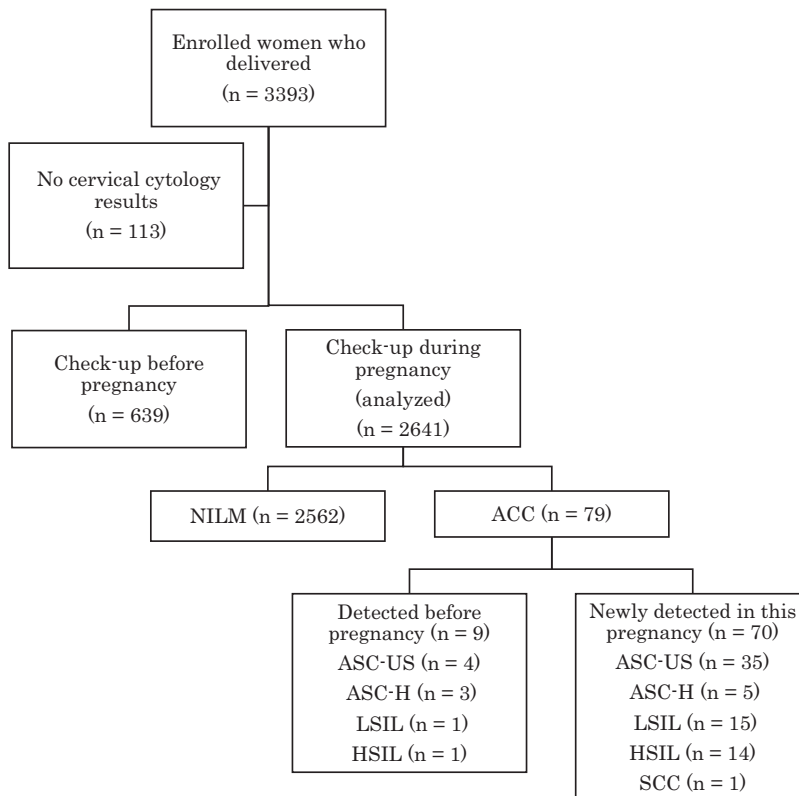 Enrolled women who
delivered
(n = 3393)
No cervical cytology
results
(n = 113)
Check-up before
pregnancy
(n = 639)
Check-up during
pregnancy
(analyzed)
(n = 2641)
NILM (n = 2562)
ACC (n = 79)
Detected before
pregnancy (n = 9)
ASC-US (n = 4)
ASC-H (n = 3)
LSIL (n = 1)
HSIL (n = 1)
Newly detected in this
pregnancy (n = 70)
ASC-US (n = 35)
ASC-H (n = 5)
LSIL (n = 15)
HSIL (n = 14)
SCC (n = 1)